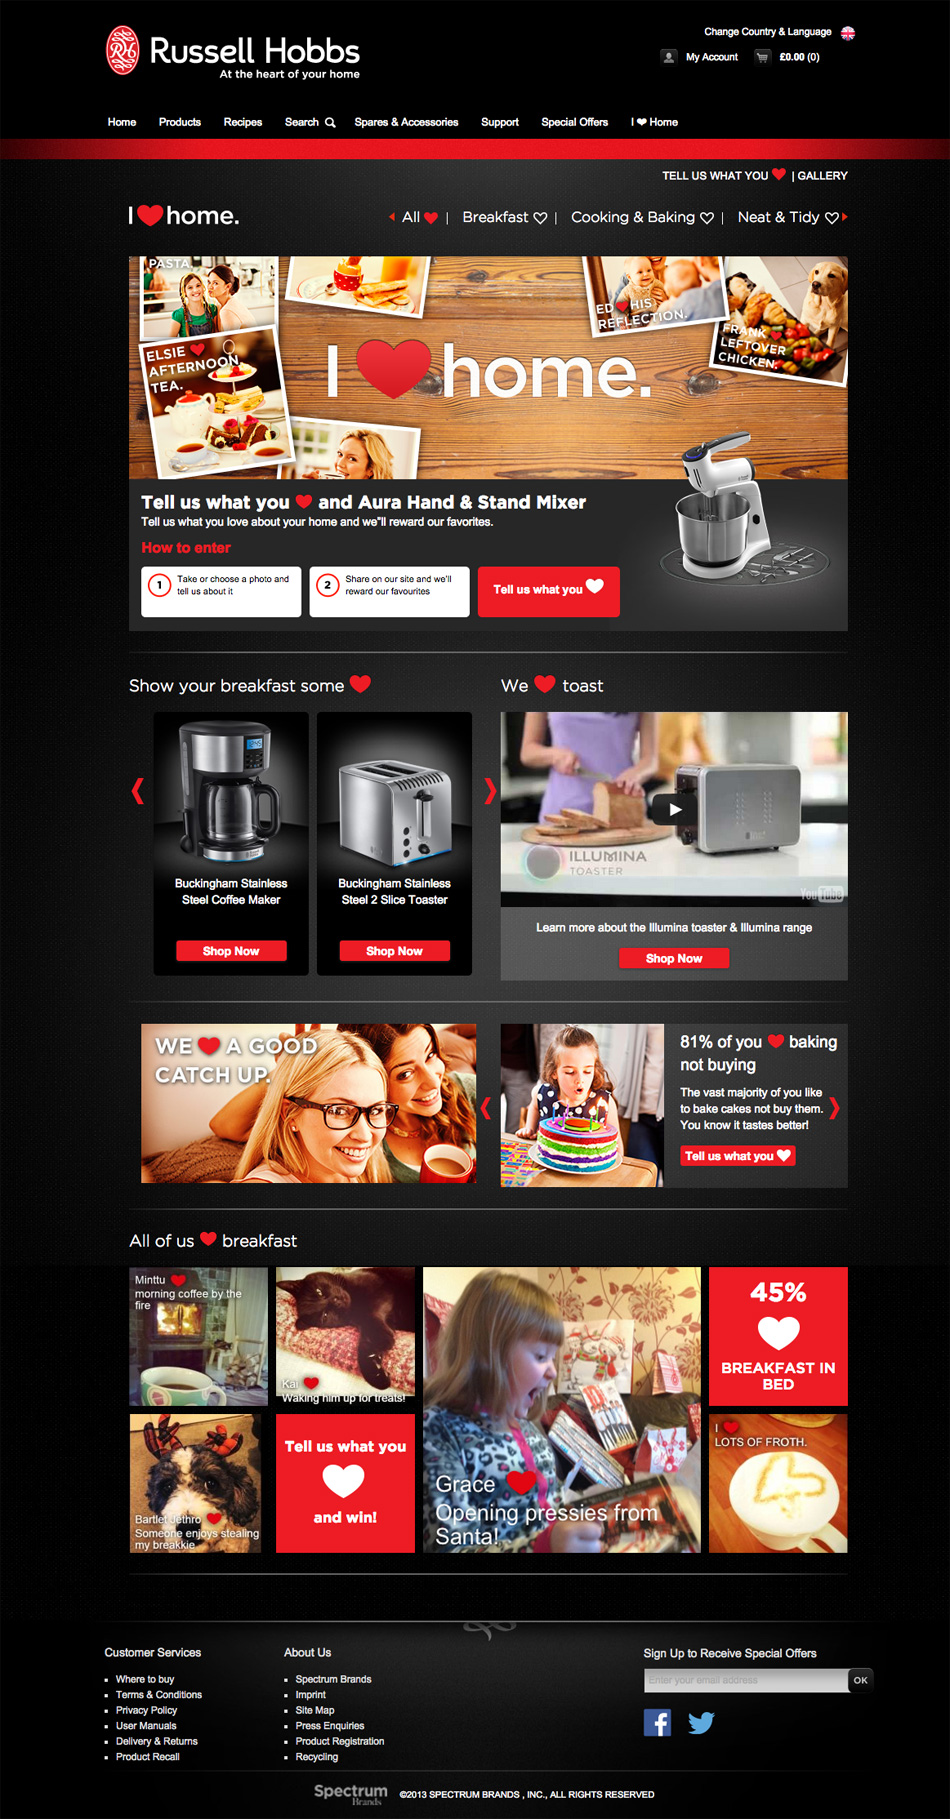 Russell Hobbs
At the heart of your home
Change Country & Language
My Account
£0.00 (0)
Home Products Recipes Search Spares & Accessories Support Special Offers I ❤ Home
TELL US WHAT YOU ❤ | GALLERY
I ❤ home.
All ❤ | Breakfast ♡ | Cooking & Baking ♡ | Neat & Tidy ♡
PASTA.
ED ❤ HIS
REFLECTION.
FRANK ❤
LEFTOVER
CHICKEN.
ELSIE ❤
AFTERNOON
TEA.
I ❤ home.
Tell us what you ❤ and Aura Hand & Stand Mixer
Tell us what you love about your home and we"ll reward our favorites.
How to enter
1 Take or choose a photo and
tell us about it
2 Share on our site and we'll
reward our favourites
Tell us what you ❤
Show your breakfast some ❤
We ❤ toast
Buckingham Stainless
Steel Coffee Maker
Shop Now
Buckingham Stainless
Steel 2 Slice Toaster
Shop Now
ILLUMINA
TOASTER
YouTube
Learn more about the Illumina toaster & Illumina range
Shop Now
WE ❤ A GOOD
CATCH UP.
81% of you ❤ baking
not buying
The vast majority of you like
to bake cakes not buy them.
You know it tastes better!
Tell us what you ❤
All of us ❤ breakfast
Minttu ❤
morning coffee by the
fire
Kai ❤
Waking him up for treats!
Grace ❤
Opening pressies from
Santa!
45%
❤
BREAKFAST IN
BED
Bartlet Jethro ❤
Someone enjoys stealing
my breakkie
Tell us what you
❤
and win!
I ❤
LOTS OF FROTH.
Customer Services
Where to buy
Terms & Conditions
Privacy Policy
User Manuals
Delivery & Returns
Product Recall
About Us
Spectrum Brands
Imprint
Site Map
Press Enquiries
Product Registration
Recycling
Sign Up to Receive Special Offers
Enter your email address
OK
Spectrum
Brands
©2013 SPECTRUM BRANDS , INC., ALL RIGHTS RESERVED